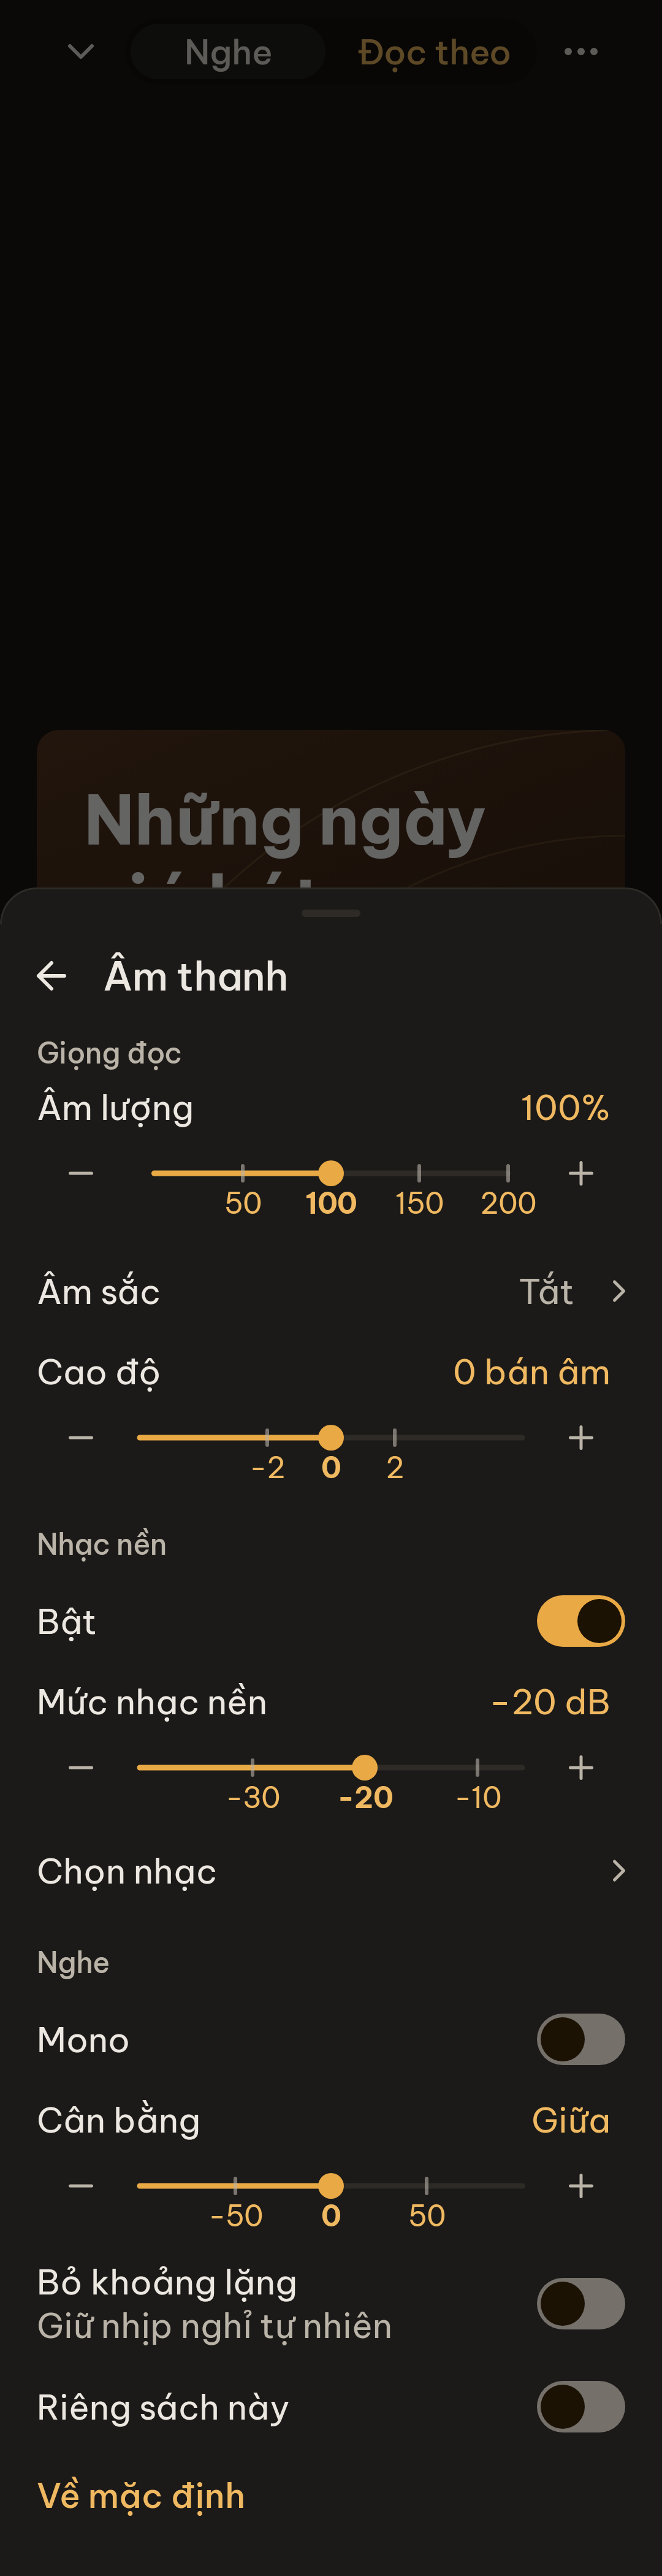 Nghe
Đọc theo
Những ngày
Âm thanh
Giọng đọc
Âm lượng 100%
50 100 150 200
Âm sắc Tắt
Cao độ 0 bán âm
-2 0 2
Nhạc nền
Bật
Mức nhạc nền −20 dB
-30 -20 -10
Chọn nhạc
Nghe
Mono
Cân bằng Giữa
-50 0 50
Bỏ khoảng lặng
Giữ nhịp nghỉ tự nhiên
Riêng sách này
Về mặc định